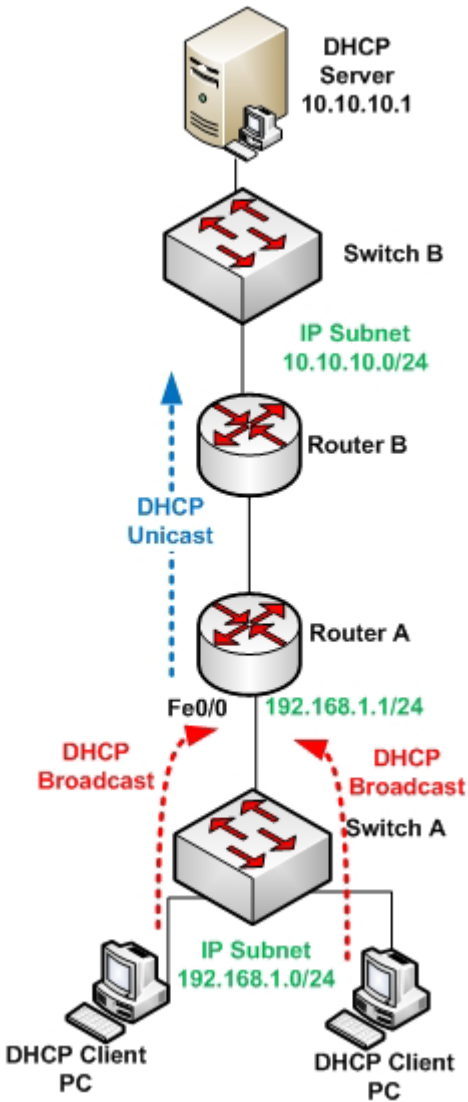 DHCP
Server
10.10.10.1
Switch B
IP Subnet
10.10.10.0/24
Router B
DHCP
Unicast
Router A
Fe0/0
192.168.1.1/24
DHCP
Broadcast
DHCP
Broadcast
Switch A
IP Subnet
192.168.1.0/24
DHCP Client
PC
DHCP Client
PC